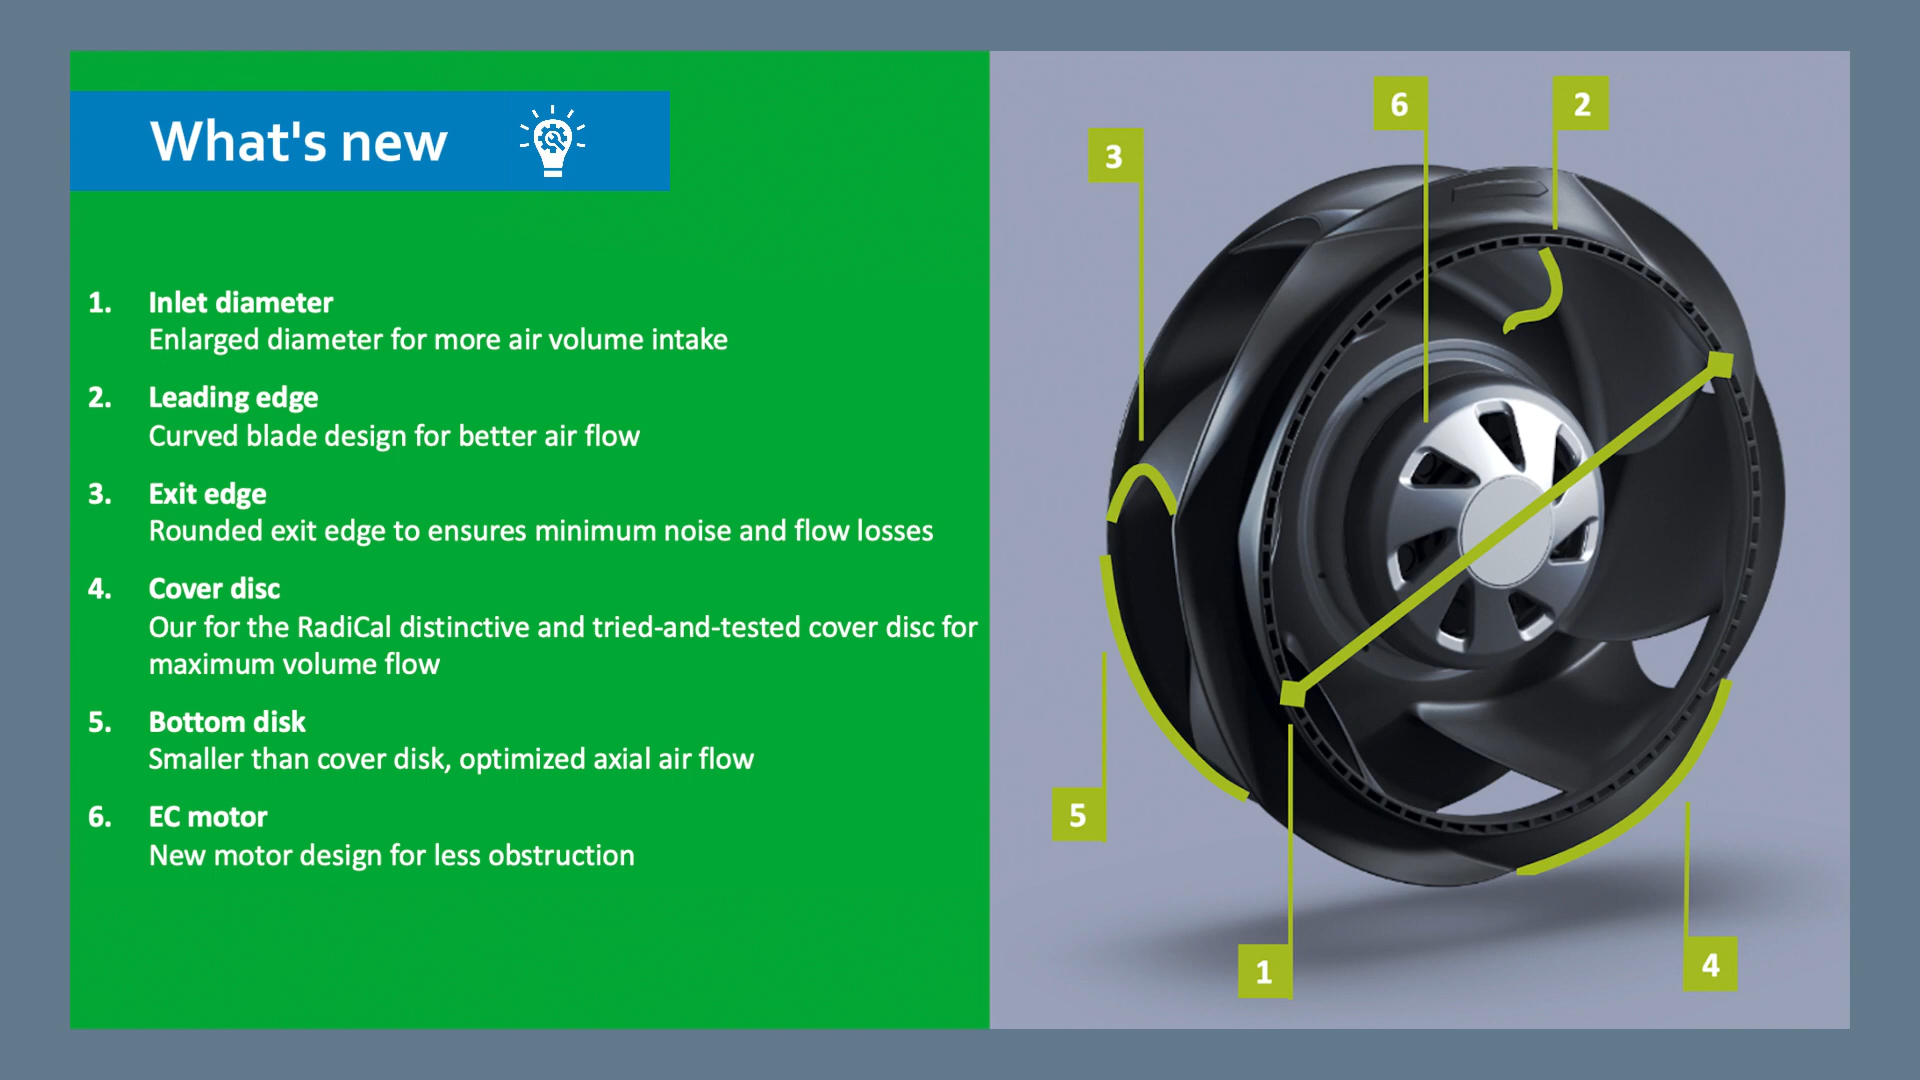 What's new
1. Inlet diameter
Enlarged diameter for more air volume intake
2. Leading edge
Curved blade design for better air flow
3. Exit edge
Rounded exit edge to ensures minimum noise and flow losses
4. Cover disc
Our for the RadiCal distinctive and tried-and-tested cover disc for
maximum volume flow
5. Bottom disk
Smaller than cover disk, optimized axial air flow
6. EC motor
New motor design for less obstruction
6
2
3
5
1
4